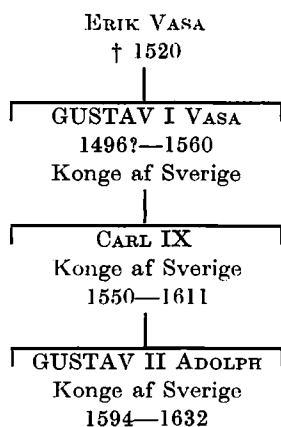 Erik Vasa
† 1520
GUSTAV I Vasa
1496?—1560
Konge af Sverige
Carl IX
Konge af Sverige
1550—1611
GUSTAV II Adolph
Konge af Sverige
1594—1632